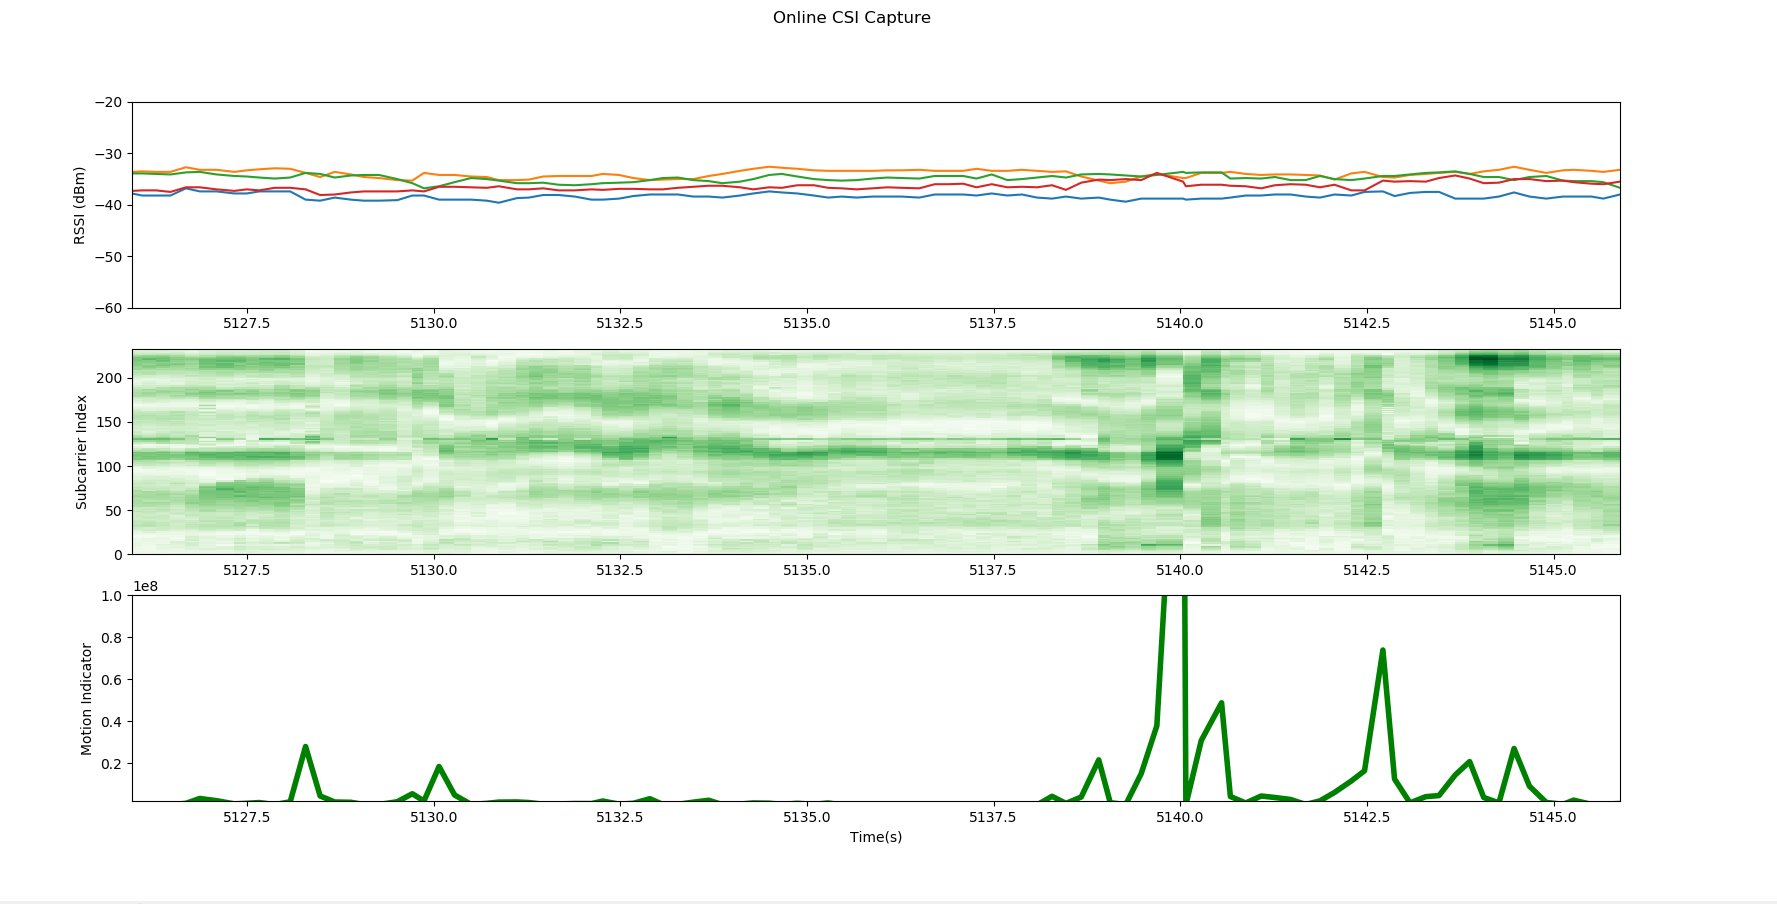 Online CSI Capture
−20
−30
−40
−50
−60
RSSI (dBm)
5127.5 5130.0 5132.5 5135.0 5137.5 5140.0 5142.5 5145.0
200
150
100
50
0
Subcarrier Index
5127.5 5130.0 5132.5 5135.0 5137.5 5140.0 5142.5 5145.0
1e8
1.0
0.8
0.6
0.4
0.2
Motion Indicator
5127.5 5130.0 5132.5 5135.0 5137.5 5140.0 5142.5 5145.0
Time(s)